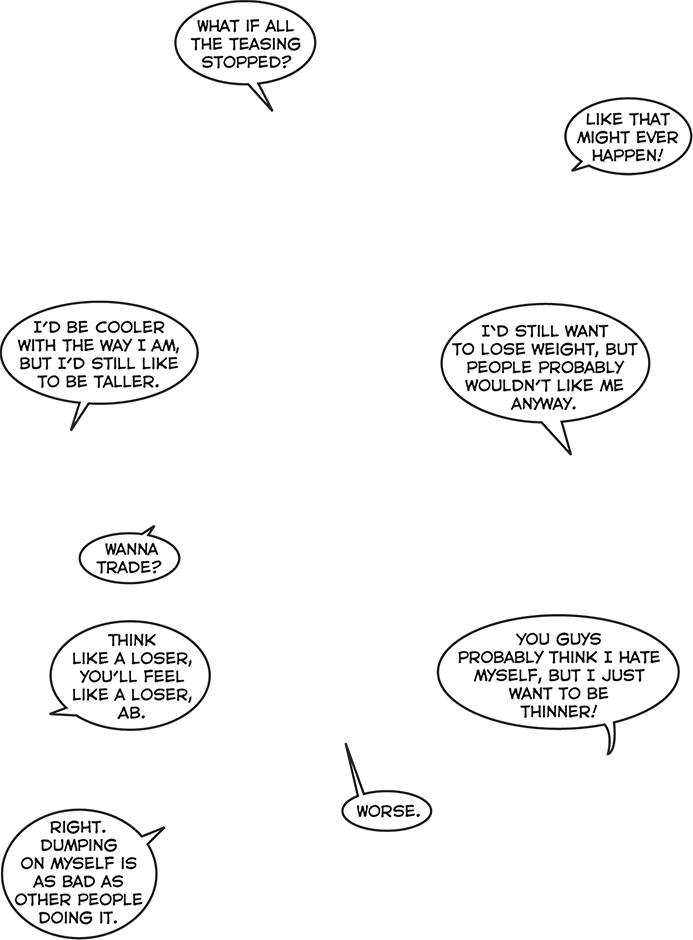 WHAT IF ALL
THE TEASING
STOPPED?
LIKE THAT
MIGHT EVER
HAPPEN!
I'D BE COOLER
WITH THE WAY I AM,
BUT I'D STILL LIKE
TO BE TALLER.
I'D STILL WANT
TO LOSE WEIGHT, BUT
PEOPLE PROBABLY
WOULDN'T LIKE ME
ANYWAY.
WANNA
TRADE?
THINK
LIKE A LOSER,
YOU'LL FEEL
LIKE A LOSER,
AB.
YOU GUYS
PROBABLY THINK I HATE
MYSELF, BUT I JUST
WANT TO BE
THINNER!
WORSE.
RIGHT.
DUMPING
ON MYSELF IS
AS BAD AS
OTHER PEOPLE
DOING IT.